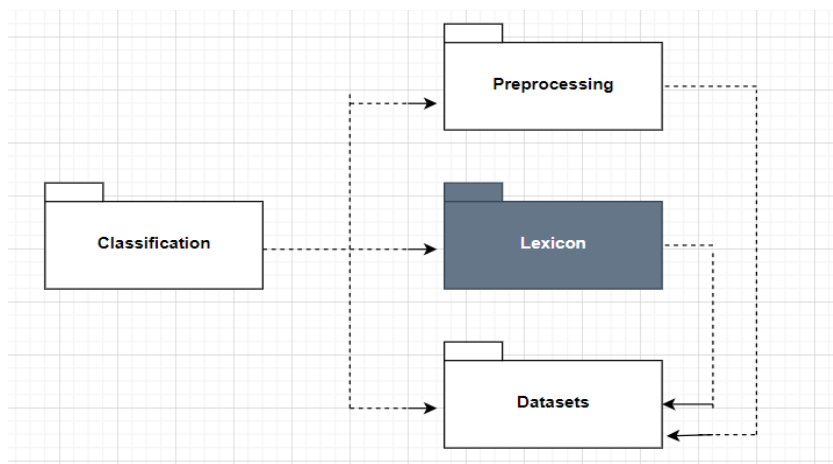 Preprocessing
Classification
Lexicon
Datasets